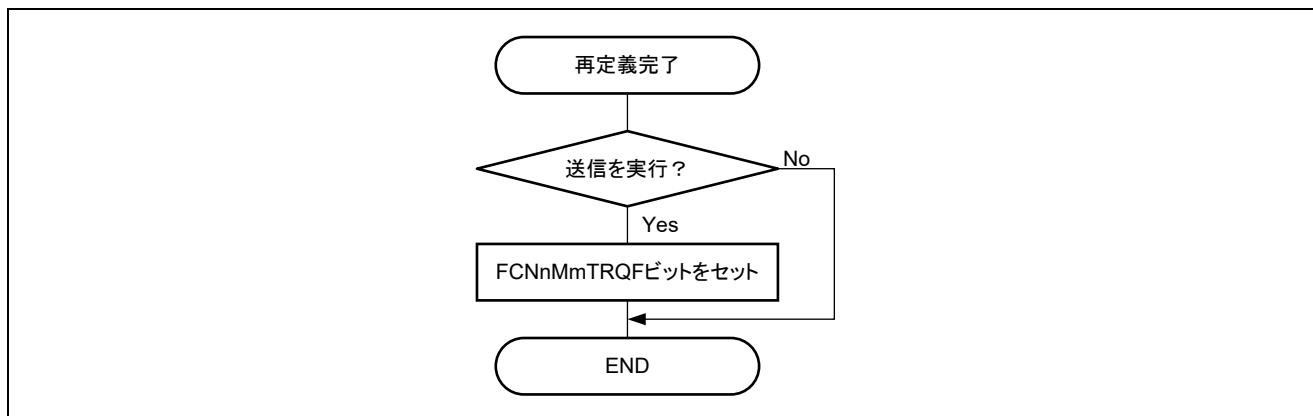 再定義完了
送信を実行？
No
Yes
FCNnMmTRQFビットをセット
END